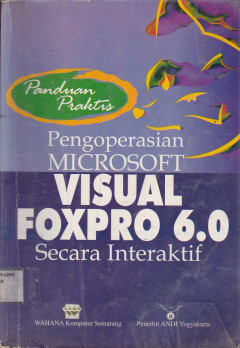 Panduan
Praktis
Pengoperasian
MICROSOFT
VISUAL
FOXPRO 6.0
Secara Interaktif
WAHANA Komputer Semarang
Penerbit ANDI Yogyakarta